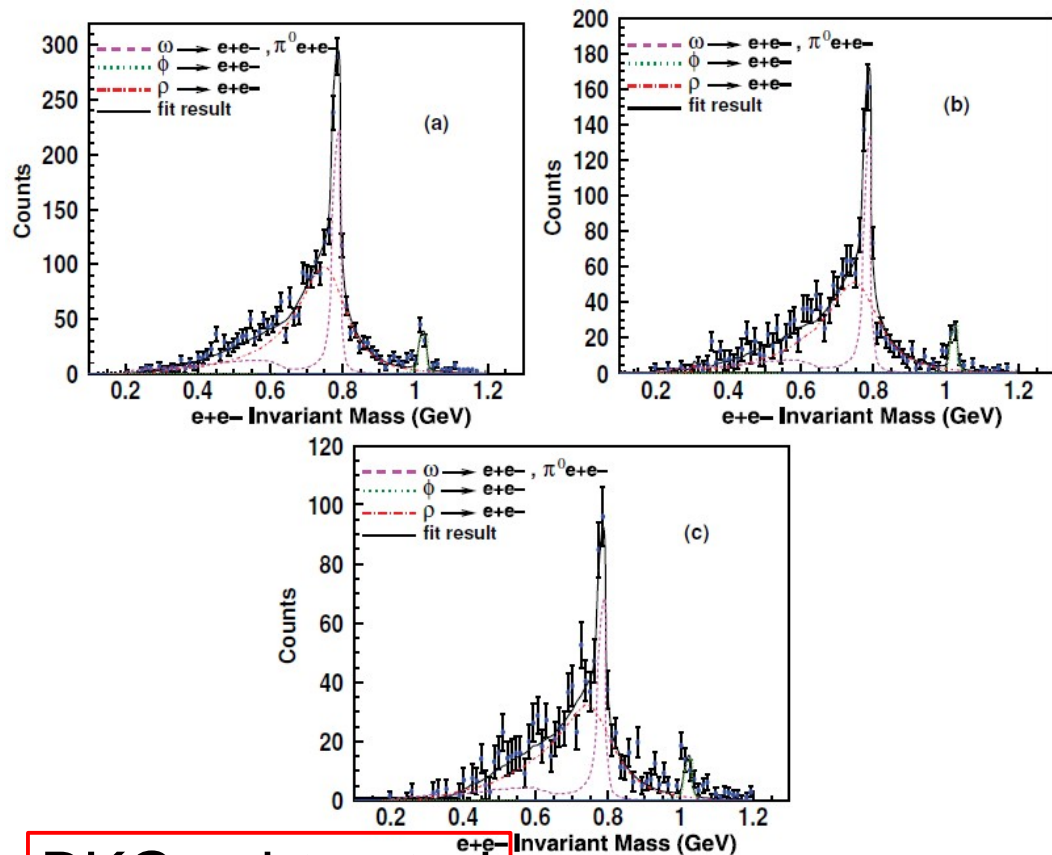 ω → e+e– , π⁰e+e–
ϕ → e+e–
ρ → e+e–
fit result
(a)
Counts
300
250
200
150
100
50
0
0.2 0.4 0.6 0.8 1 1.2
e+e– Invariant Mass (GeV)
ω → e+e– , π⁰e+e–
ϕ → e+e–
ρ → e+e–
fit result
(b)
Counts
200
180
160
140
120
100
80
60
40
20
0
0.2 0.4 0.6 0.8 1 1.2
e+e– Invariant Mass (GeV)
ω → e+e– , π⁰e+e–
ϕ → e+e–
ρ → e+e–
fit result
(c)
Counts
120
100
80
60
40
20
0
0.2 0.4 0.6 0.8 1 1.2
e+e– Invariant Mass (GeV)